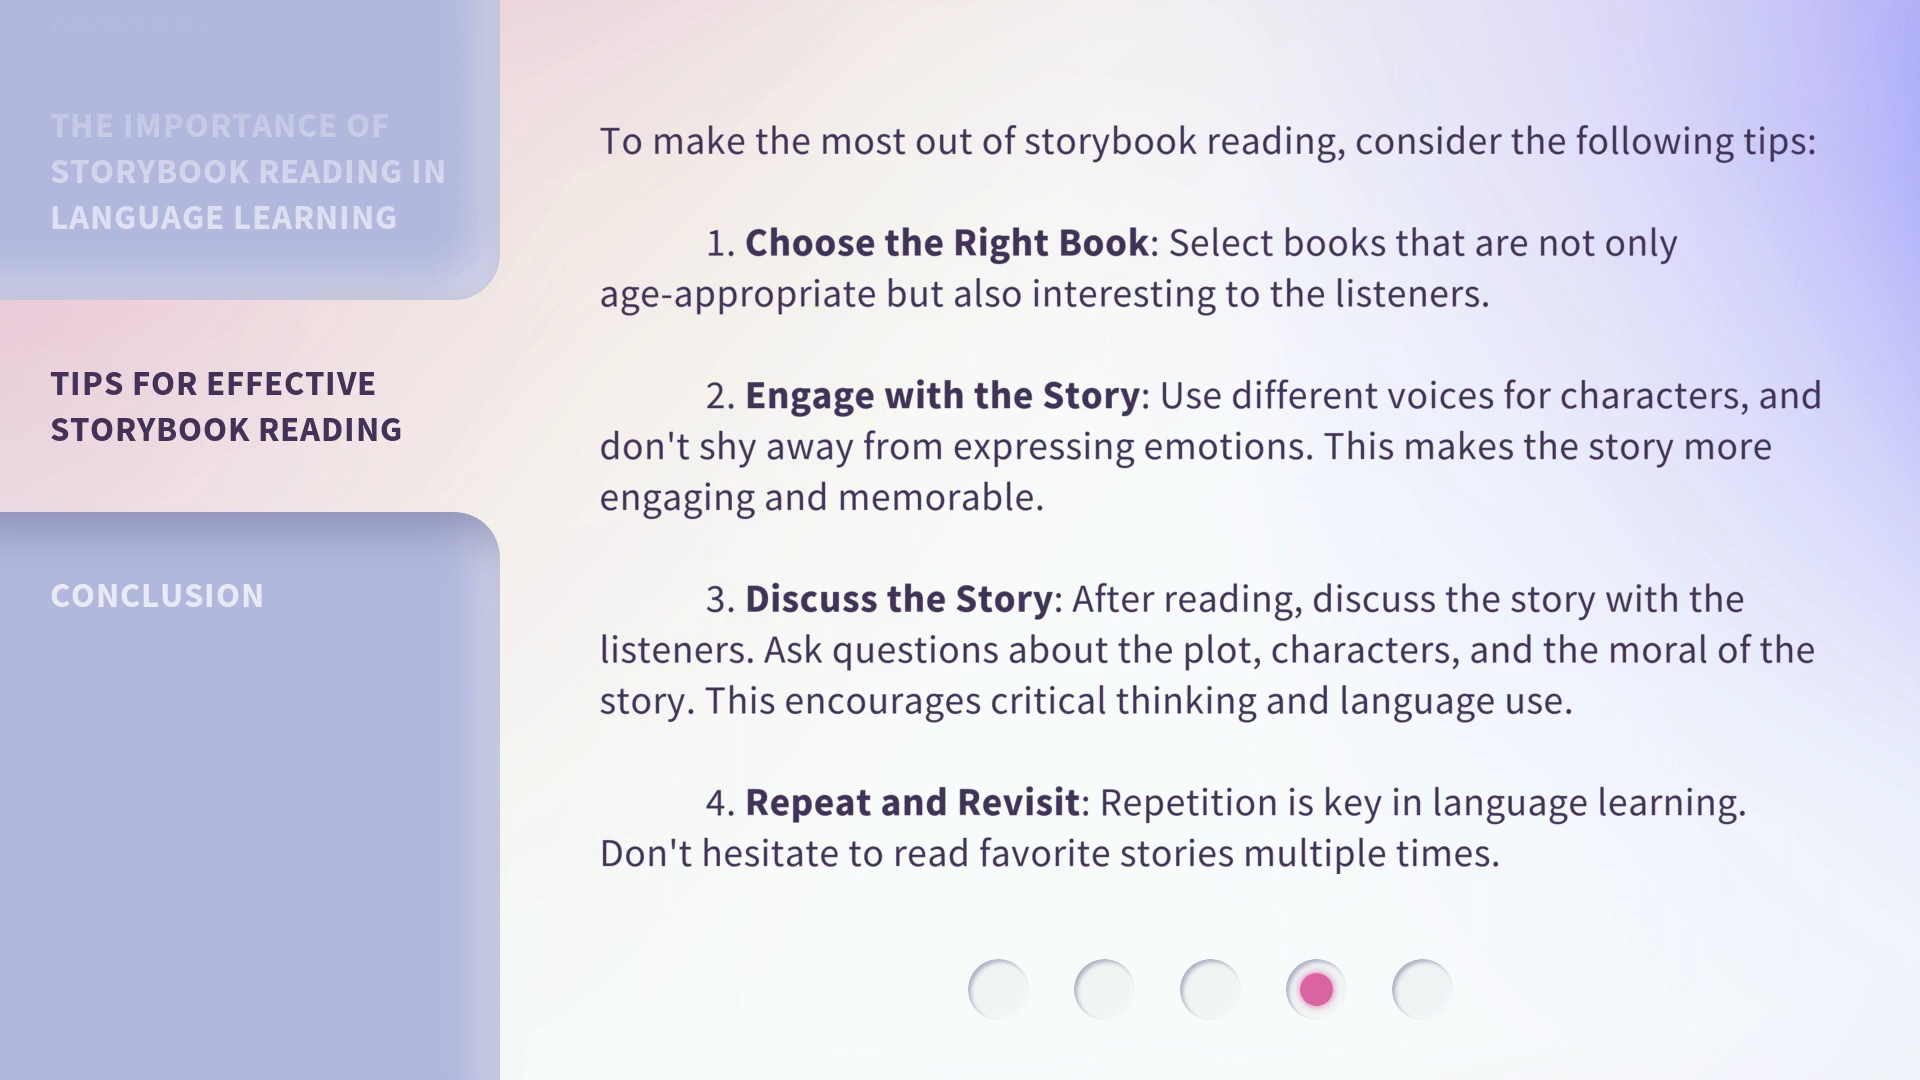 THE IMPORTANCE OF
STORYBOOK READING IN
LANGUAGE LEARNING
TIPS FOR EFFECTIVE
STORYBOOK READING
CONCLUSION
To make the most out of storybook reading, consider the following tips:
1. Choose the Right Book: Select books that are not only
age-appropriate but also interesting to the listeners.
2. Engage with the Story: Use different voices for characters, and
don't shy away from expressing emotions. This makes the story more
engaging and memorable.
3. Discuss the Story: After reading, discuss the story with the
listeners. Ask questions about the plot, characters, and the moral of the
story. This encourages critical thinking and language use.
4. Repeat and Revisit: Repetition is key in language learning.
Don't hesitate to read favorite stories multiple times.